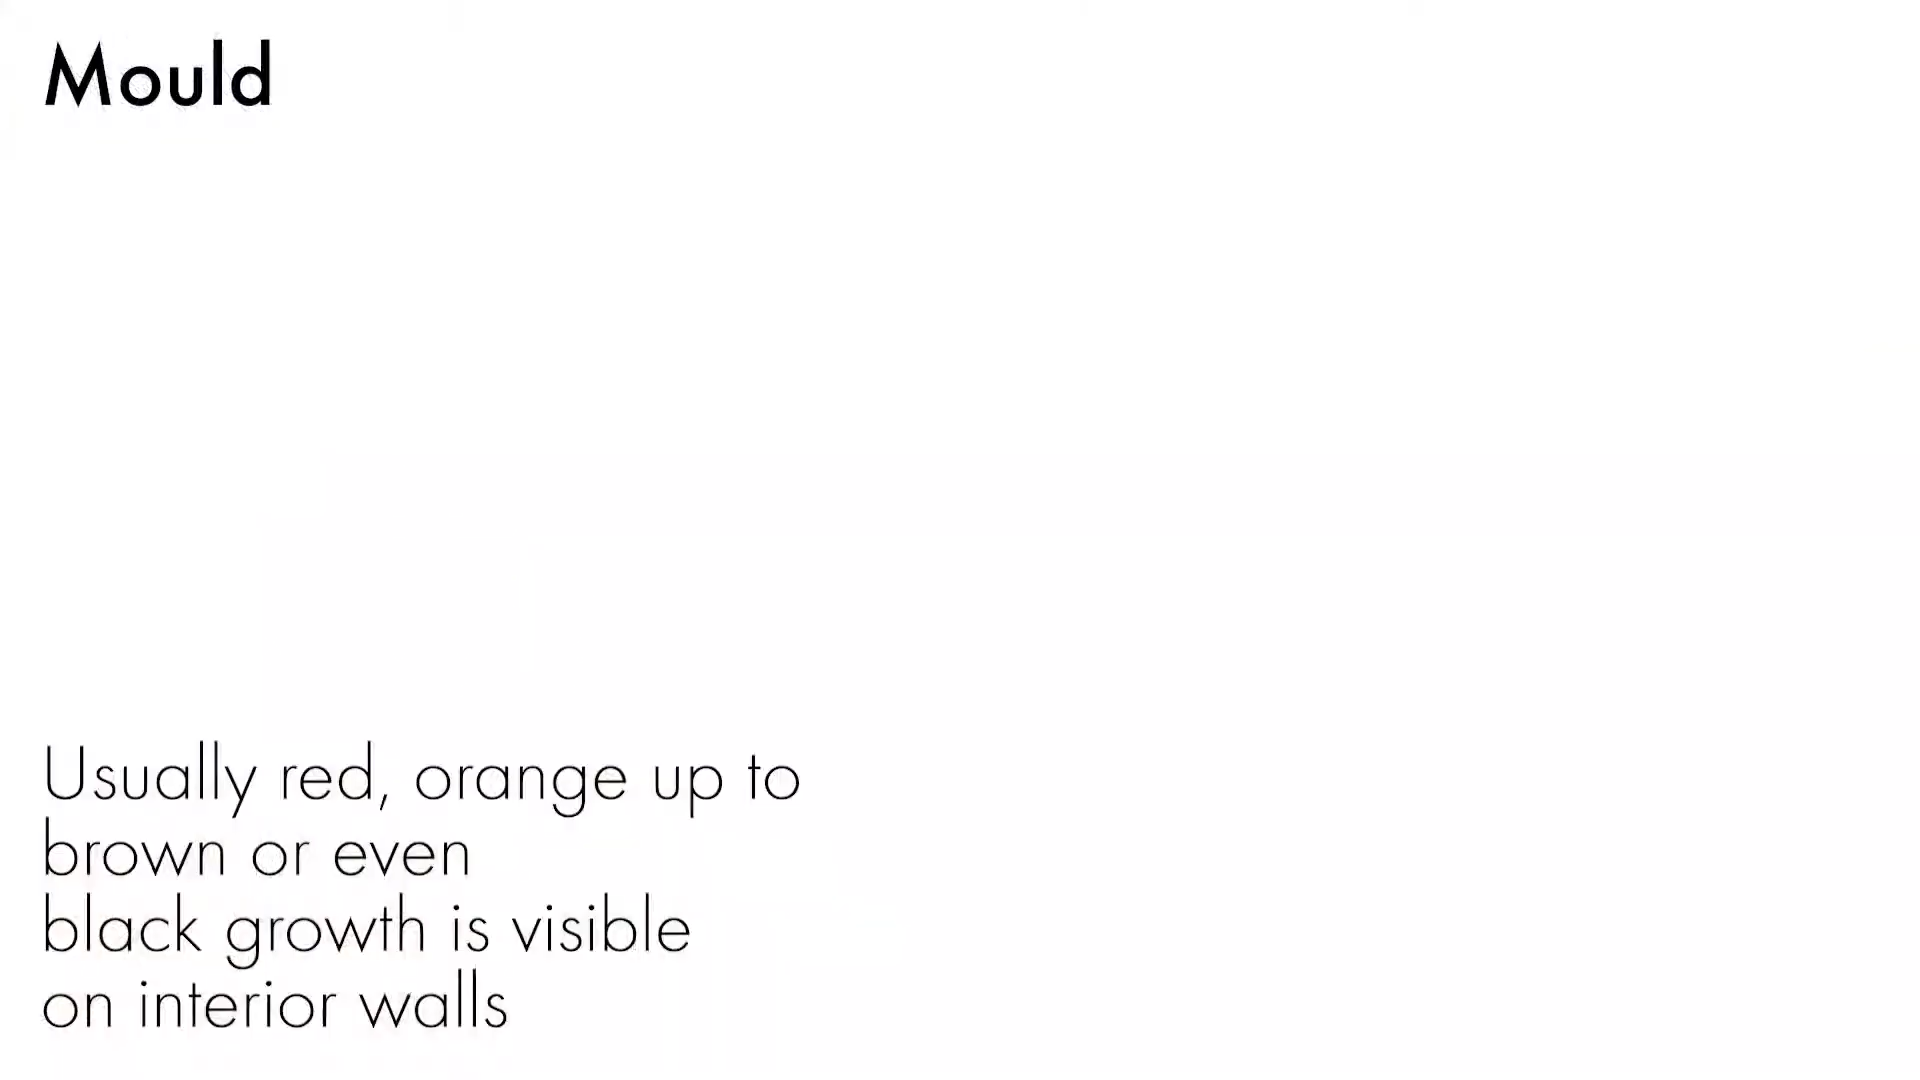 Mould
Usually red, orange up to
brown or even
black growth is visible
on interior walls